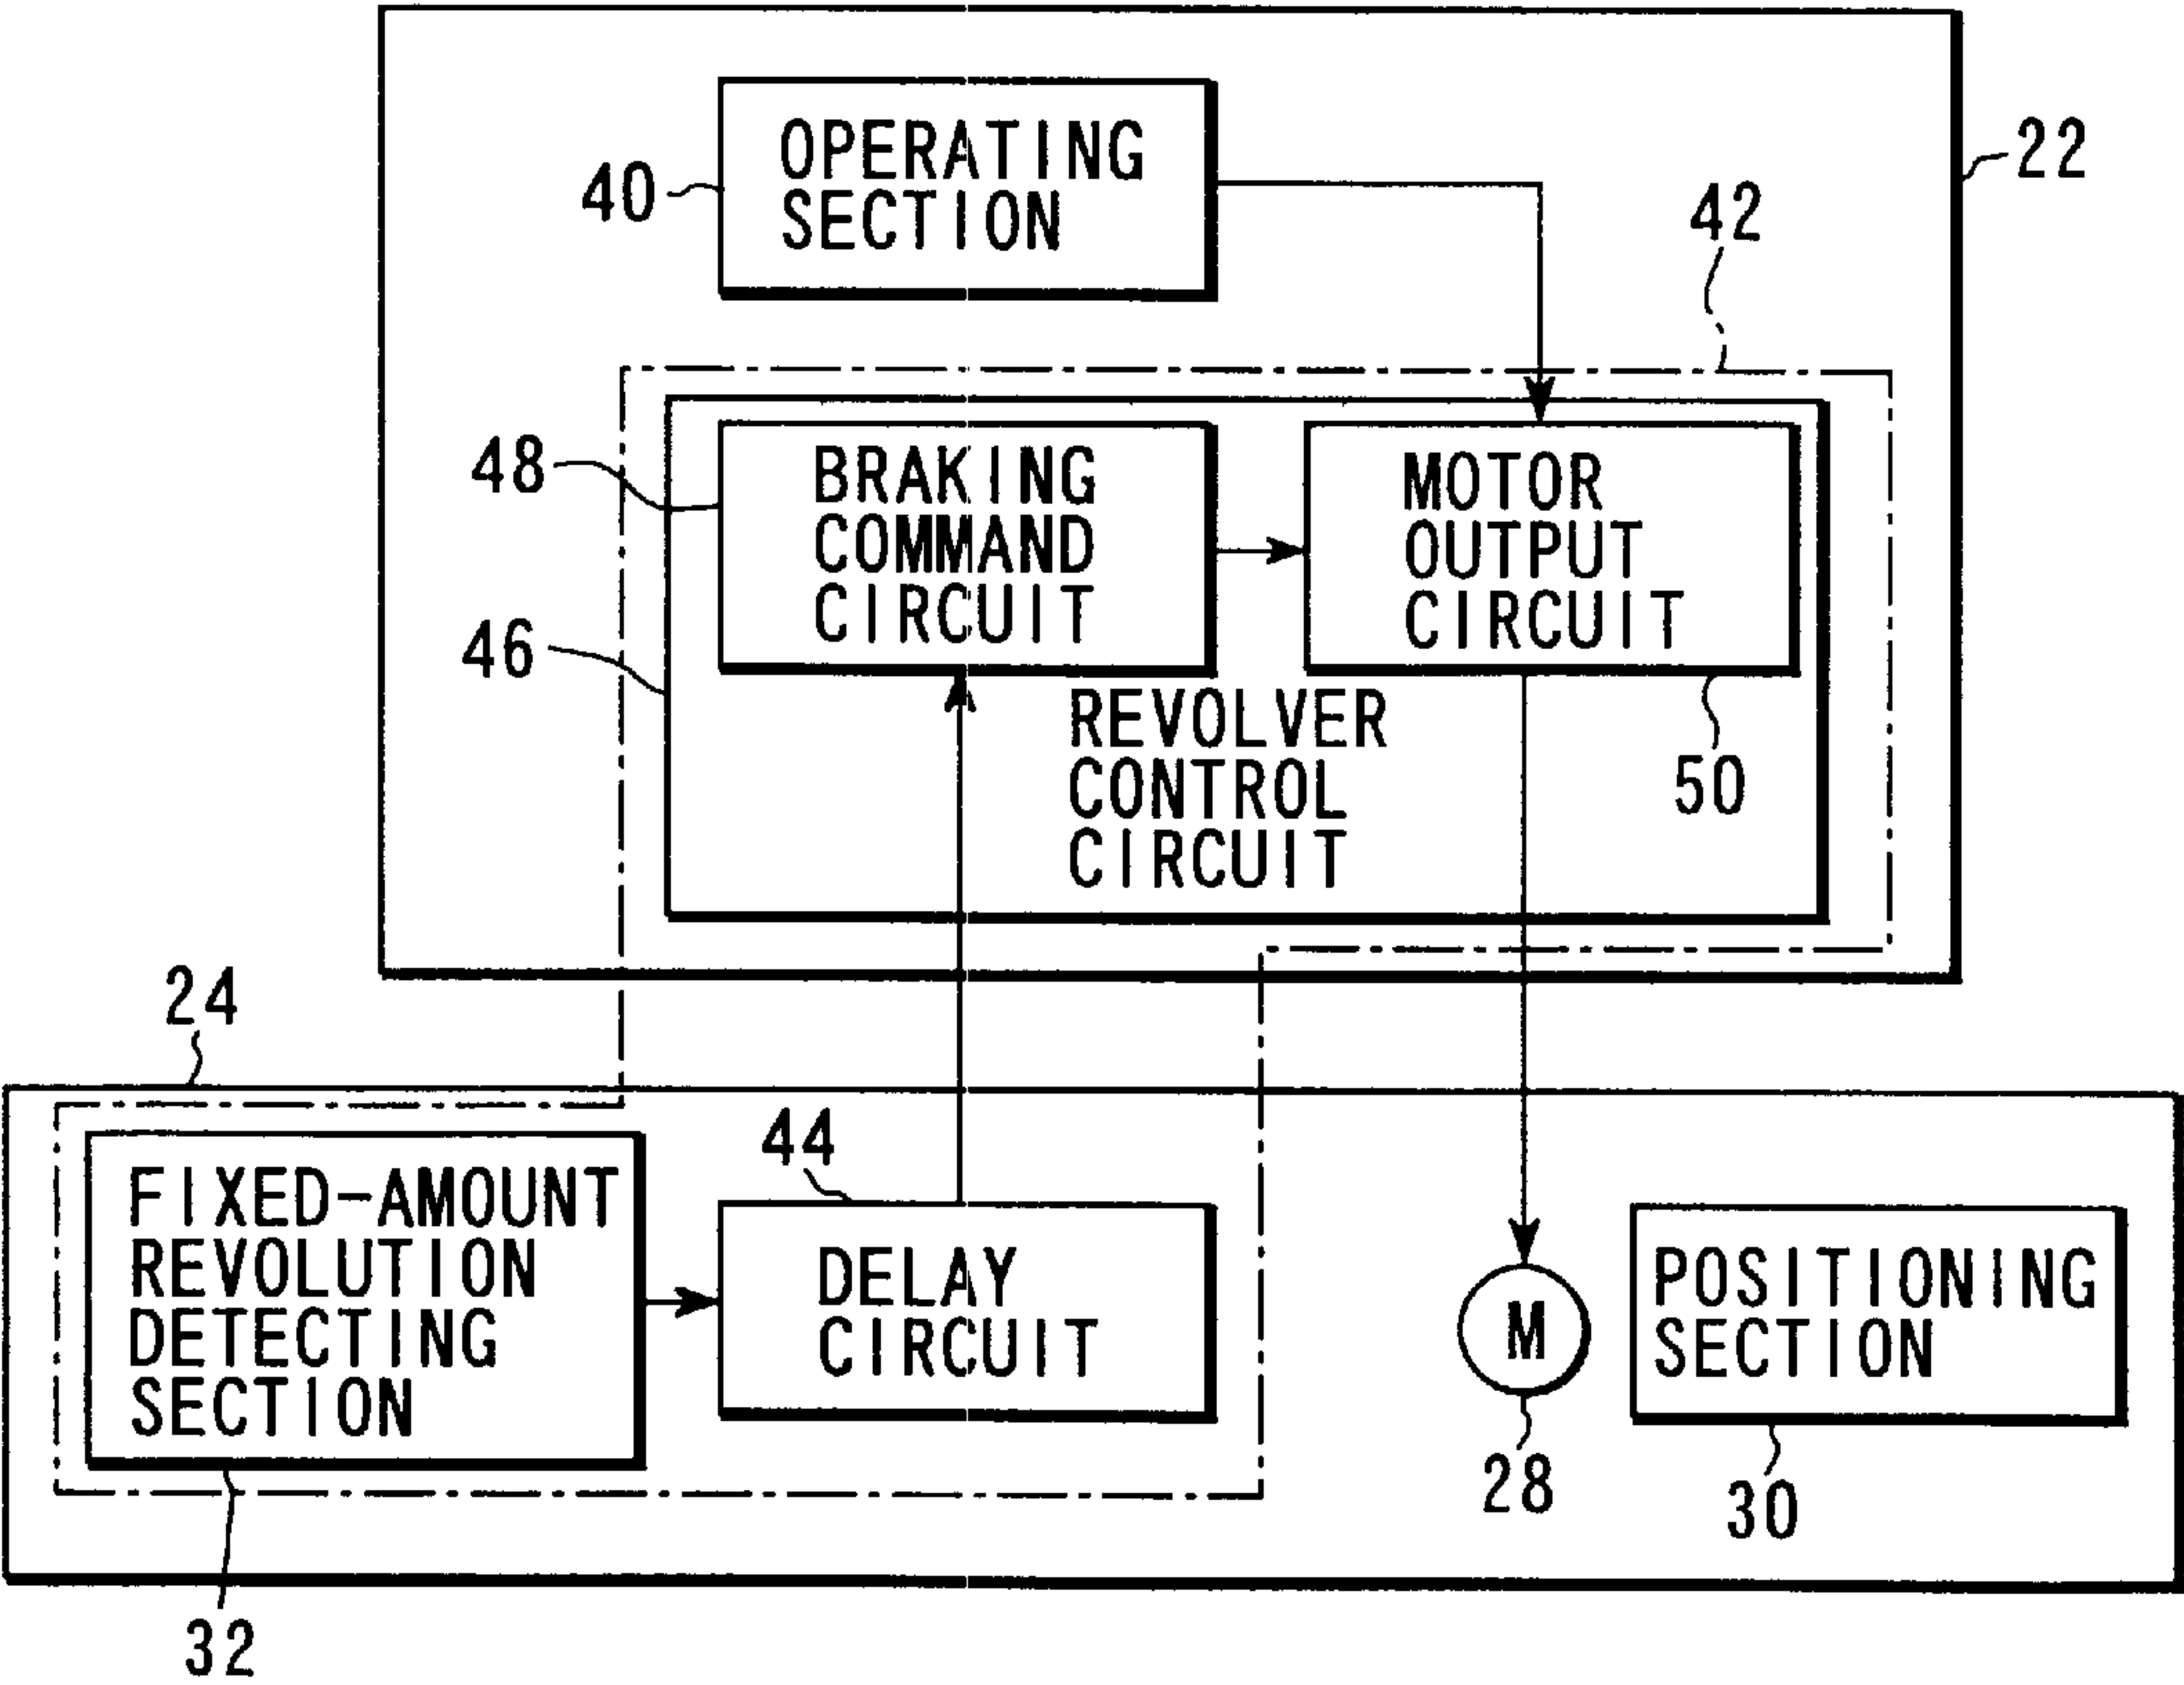 OPERATING
SECTION
40
22
42
BRAKING
COMMAND
CIRCUIT
48
MOTOR
OUTPUT
CIRCUIT
46
REVOLVER
CONTROL
CIRCUIT
50
24
44
FIXED-AMOUNT
REVOLUTION
DETECTING
SECTION
DELAY
CIRCUIT
M
POSITIONING
SECTION
28
30
32